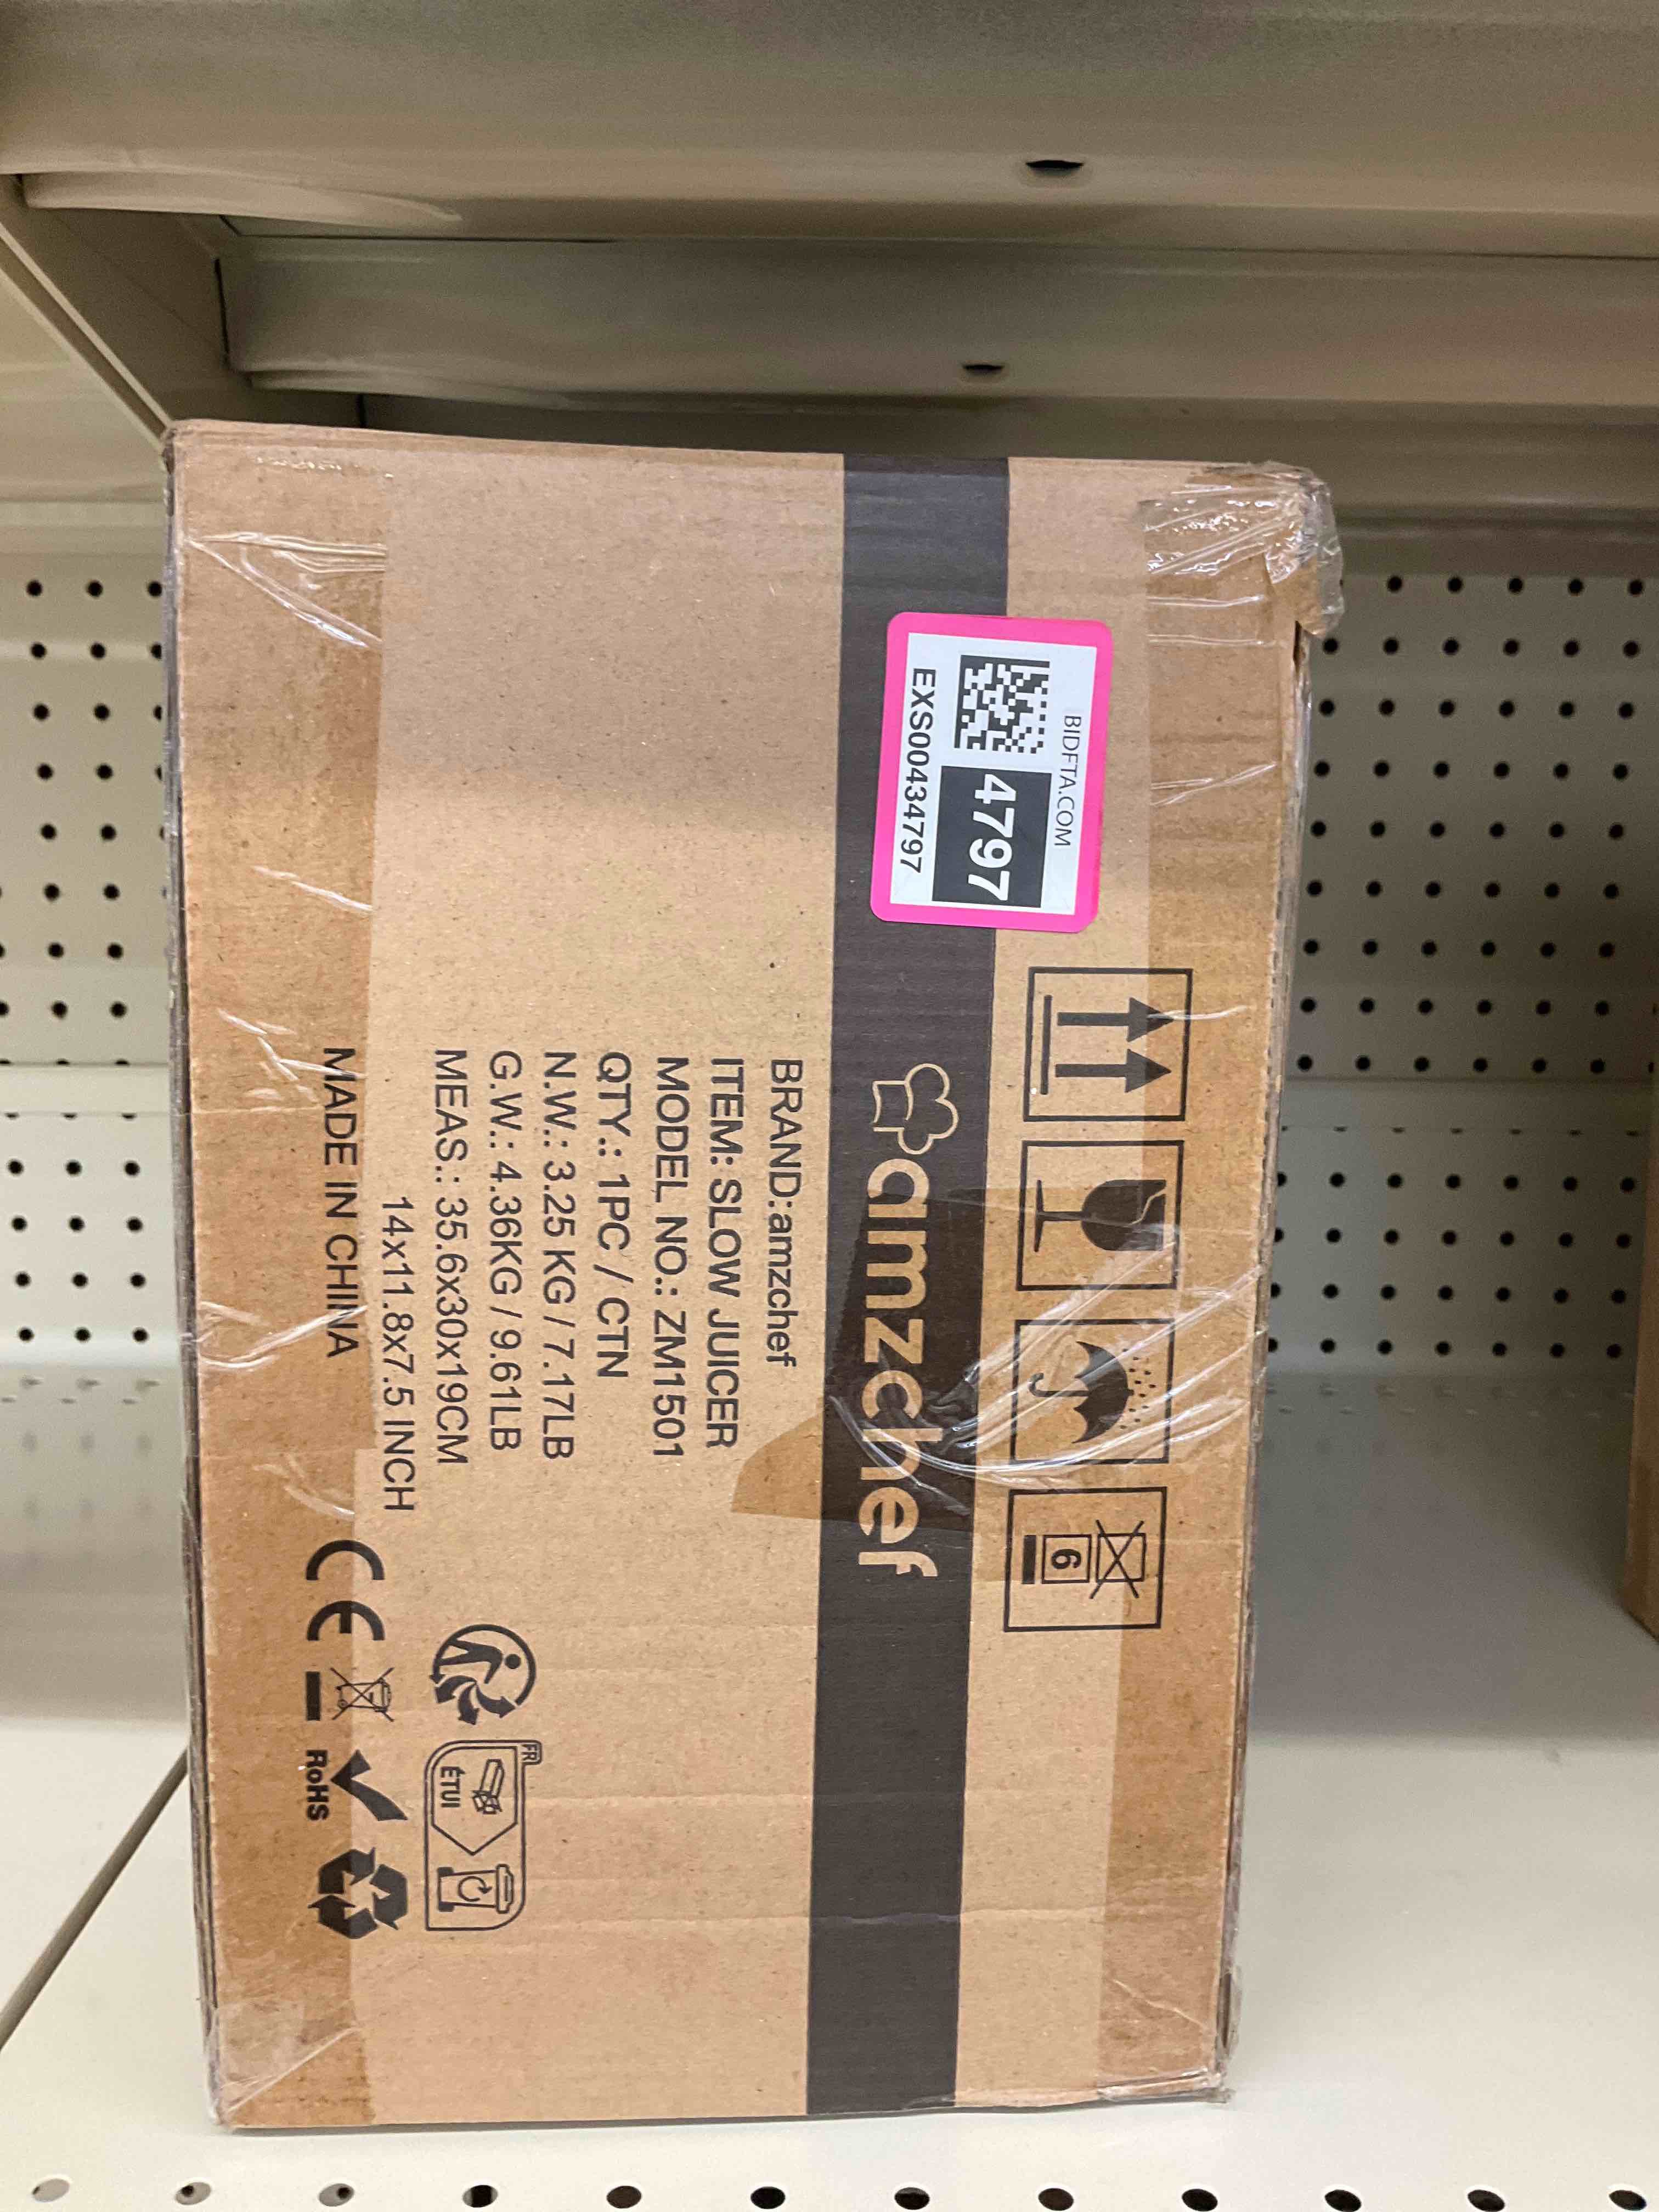 BIDFTA.COM
4797
EXS00434797
6
amzchef
BRAND:amzchef
ITEM: SLOW JUICER
MODEL NO.: ZM1501
QTY.: 1PC / CTN
N.W.: 3.25 KG / 7.17LB
G.W.: 4.36KG / 9.61LB
MEAS.: 35.6x30x19CM
14x11.8x7.5 INCH
MADE IN CHINA
FR
ÉTUI
CE
RoHS